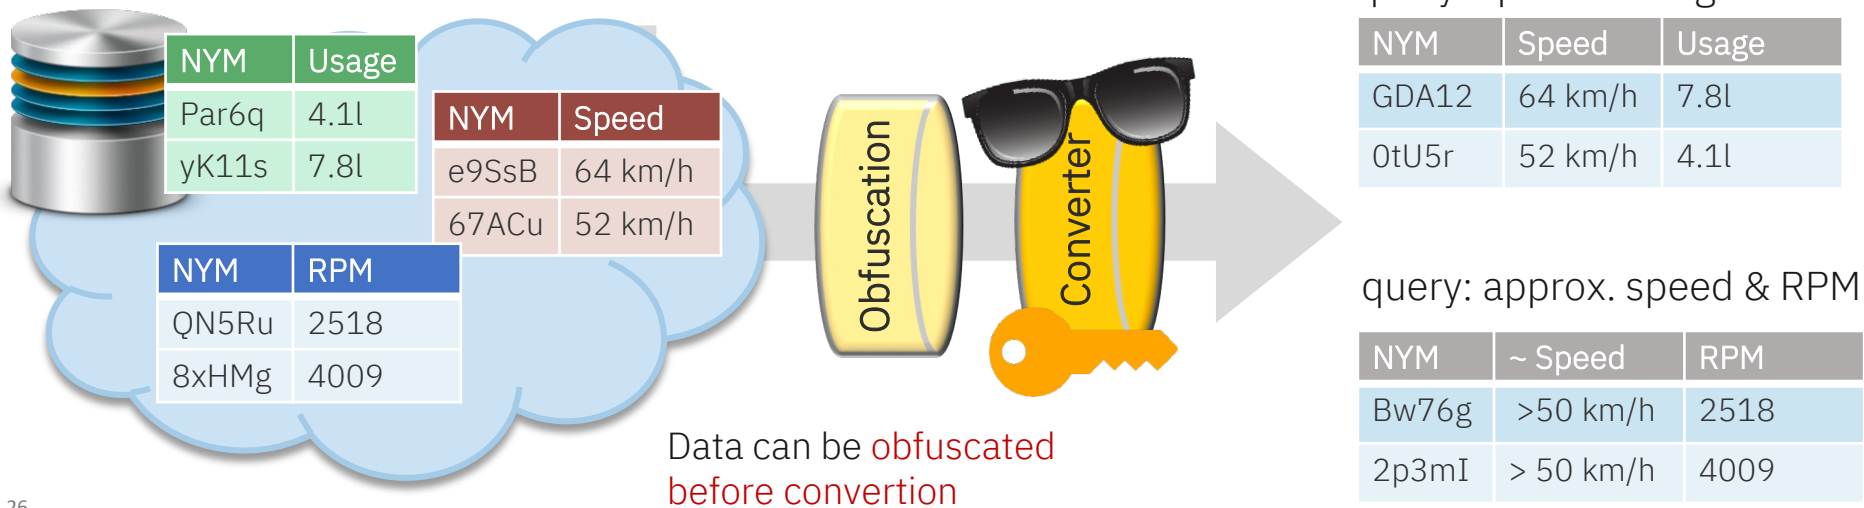 NYM Usage
Par6q 4.1l
yK11s 7.8l
NYM Speed
e9SsB 64 km/h
67ACu 52 km/h
NYM RPM
QN5Ru 2518
8xHMg 4009
Obfuscation
Converter
Data can be obfuscated
before convertion
NYM Speed Usage
GDA12 64 km/h 7.8l
0tU5r 52 km/h 4.1l
query: approx. speed & RPM
NYM ~ Speed RPM
Bw76g >50 km/h 2518
2p3mI > 50 km/h 4009
26